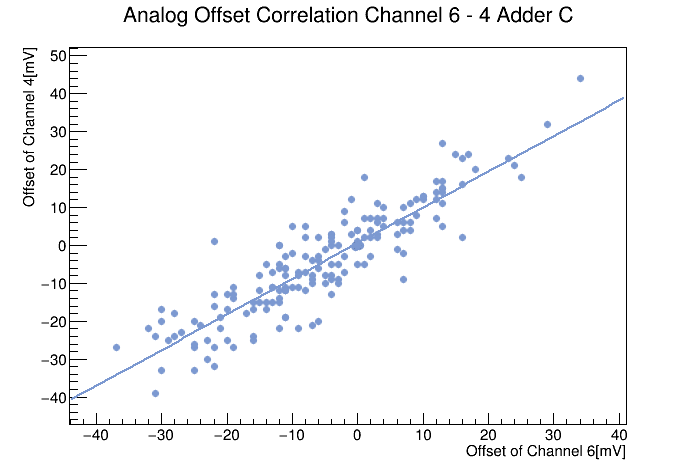 Analog Offset Correlation Channel 6 - 4 Adder C
Offset of Channel 4[mV]
50
40
30
20
10
0
−10
−20
−30
−40
−40 −30 −20 −10 0 10 20 30 40
Offset of Channel 6[mV]